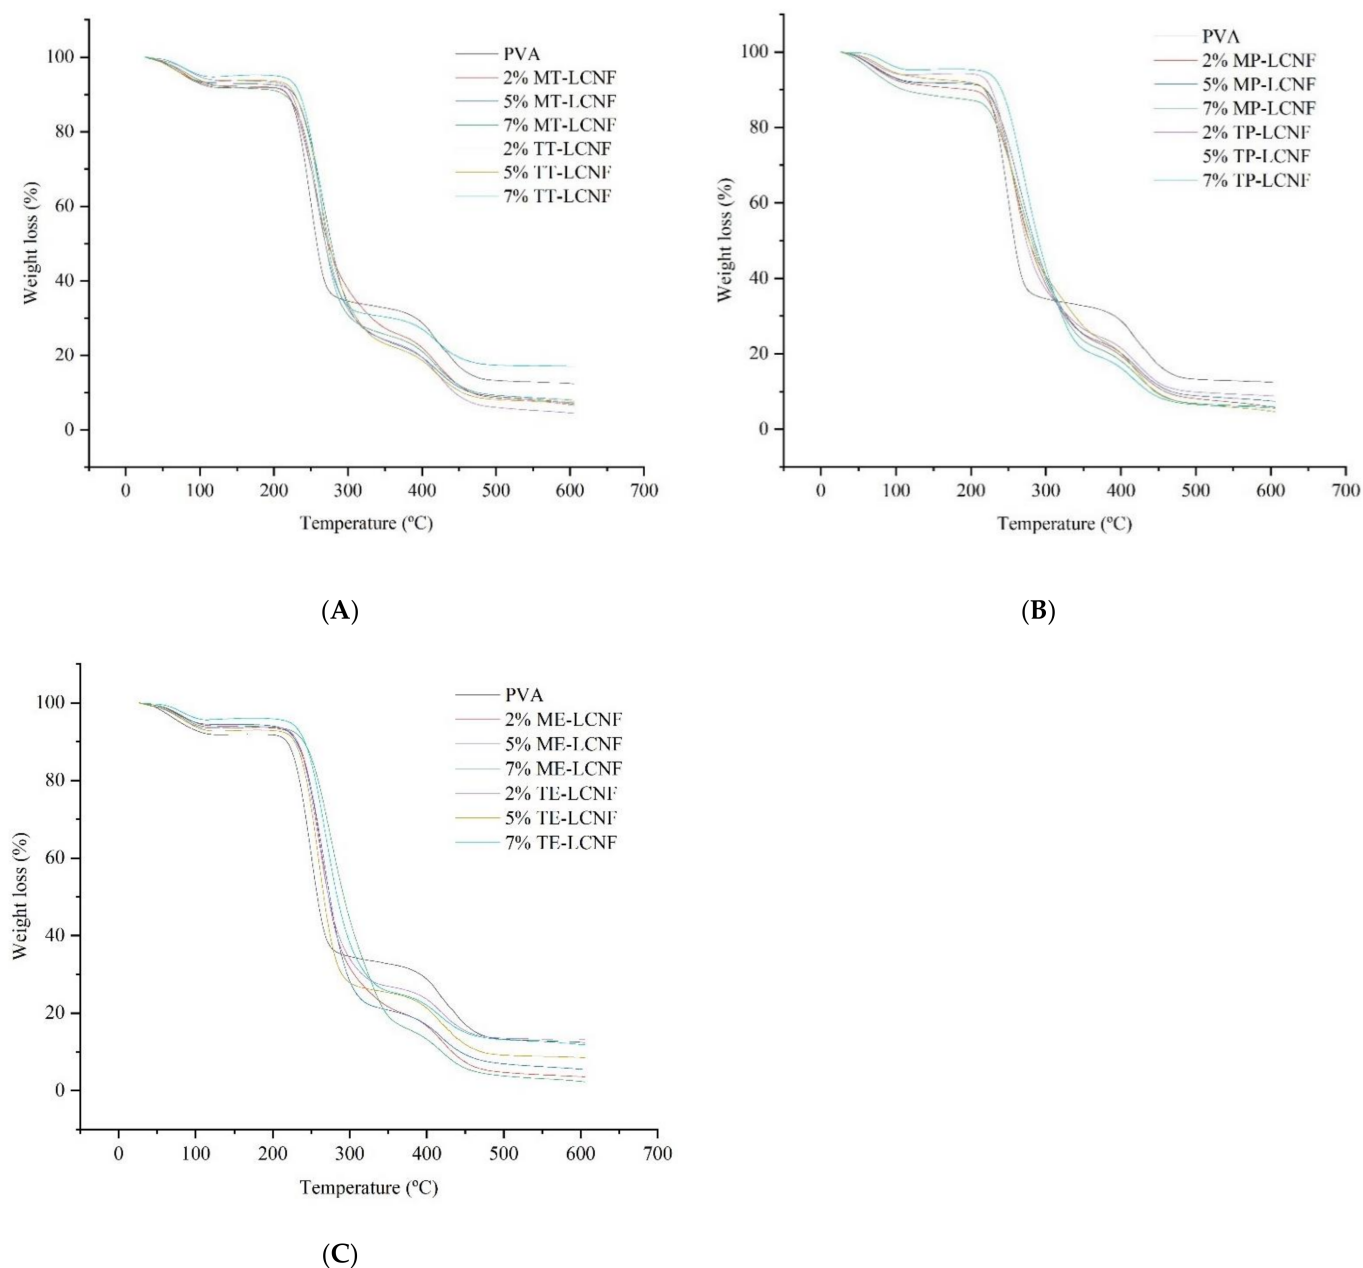 100
80
60
40
20
0
Weight loss (%)
0 100 200 300 400 500 600 700
Temperature (ºC)
PVA
2% MT-LCNF
5% MT-LCNF
7% MT-LCNF
2% TT-LCNF
5% TT-LCNF
7% TT-LCNF
(A)
100
80
60
40
20
0
Weight loss (%)
0 100 200 300 400 500 600 700
Temperature (ºC)
PVA
2% MP-LCNF
5% MP-LCNF
7% MP-LCNF
2% TP-LCNF
5% TP-LCNF
7% TP-LCNF
(B)
100
80
60
40
20
0
Weight loss (%)
0 100 200 300 400 500 600 700
Temperature (ºC)
PVA
2% ME-LCNF
5% ME-LCNF
7% ME-LCNF
2% TE-LCNF
5% TE-LCNF
7% TE-LCNF
(C)